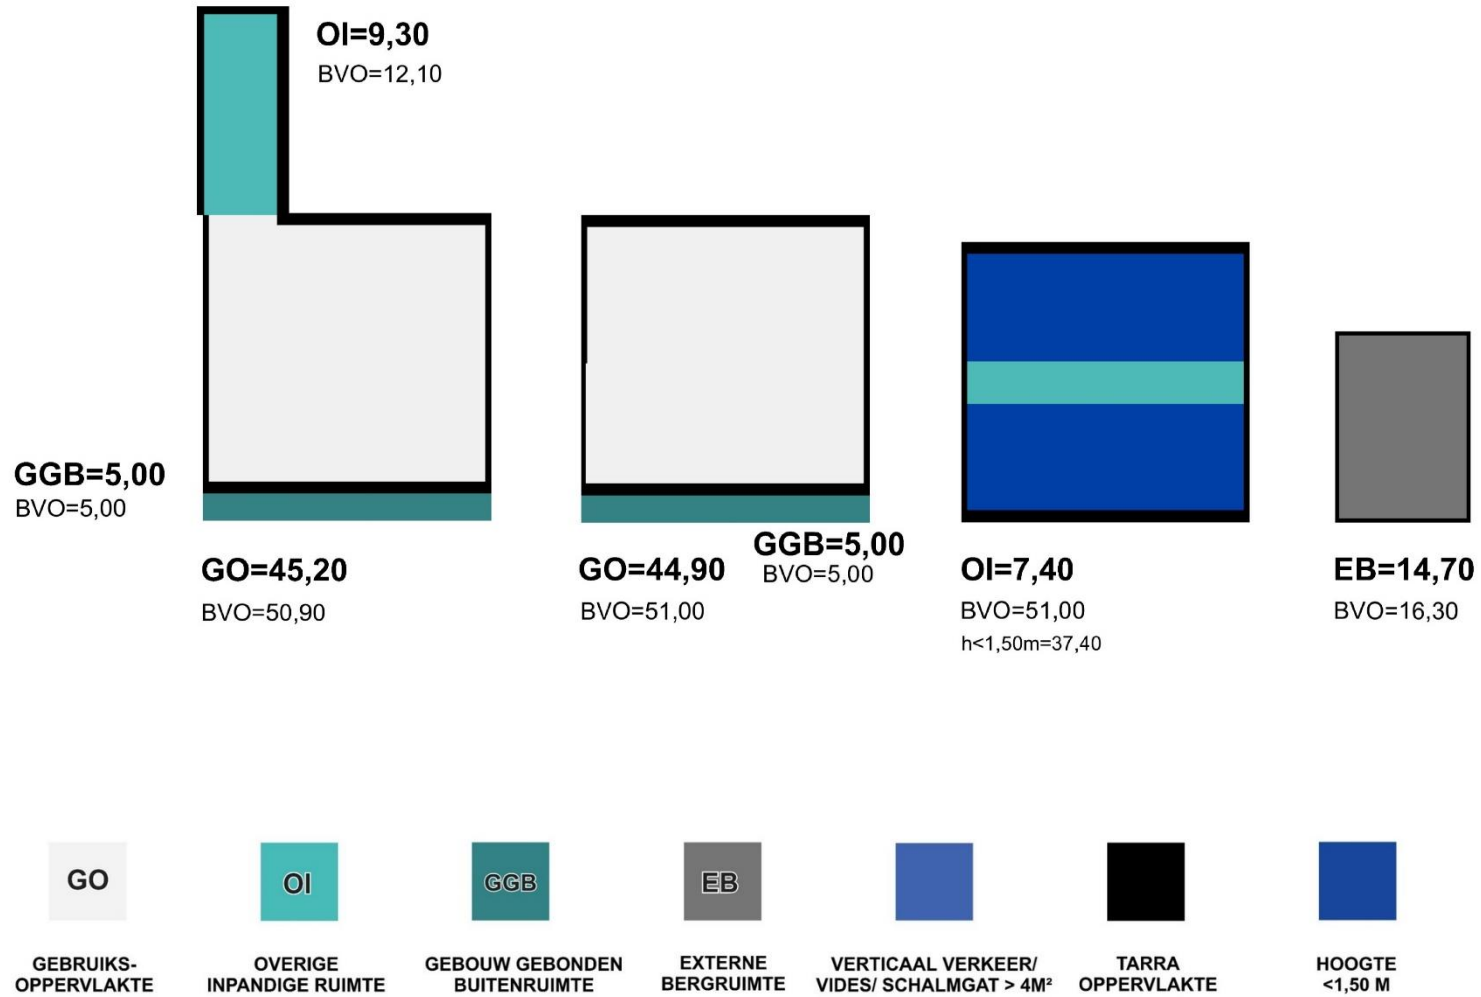 OI=9,30
BVO=12,10
GGB=5,00
BVO=5,00
GO=45,20
BVO=50,90
GO=44,90
BVO=51,00
GGB=5,00
BVO=5,00
OI=7,40
BVO=51,00
h<1,50m=37,40
EB=14,70
BVO=16,30
GO
GEBRUIKS-
OPPERVLAKTE
OI
OVERIGE
INPANDIGE RUIMTE
GGB
GEBOUW GEBONDEN
BUITENRUIMTE
EB
EXTERNE
BERGRUIMTE
VERTICAAL VERKEER/
VIDES/ SCHALMGAT > 4M²
TARRA
OPPERVLAKTE
HOOGTE
<1,50 M